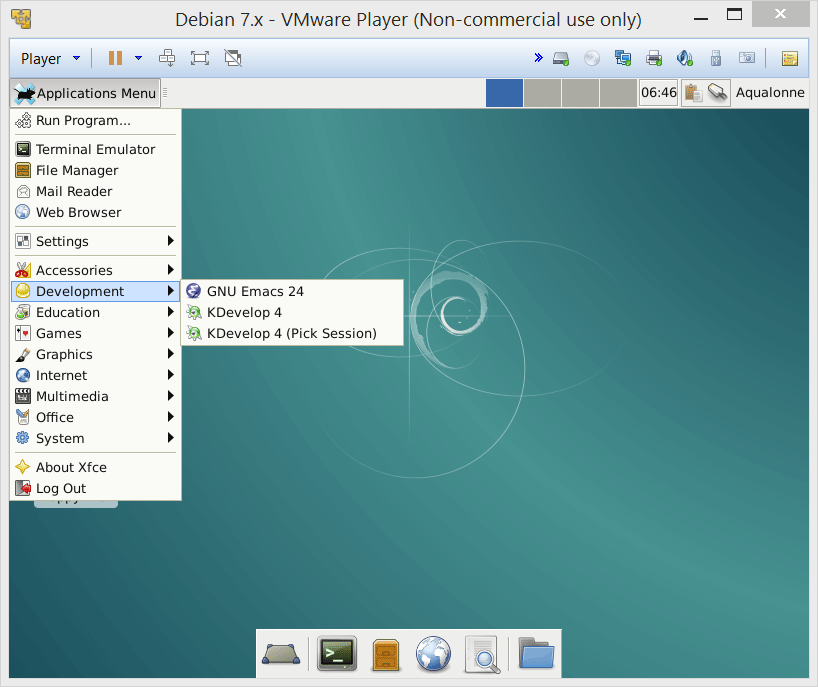 Debian 7.x - VMware Player (Non-commercial use only)
Player
Applications Menu
06:46
Aqualonne
Run Program...
Terminal Emulator
File Manager
Mail Reader
Web Browser
Settings
Accessories
Development
GNU Emacs 24
Education
KDevelop 4
Games
KDevelop 4 (Pick Session)
Graphics
Internet
Multimedia
Office
System
About Xfce
Log Out